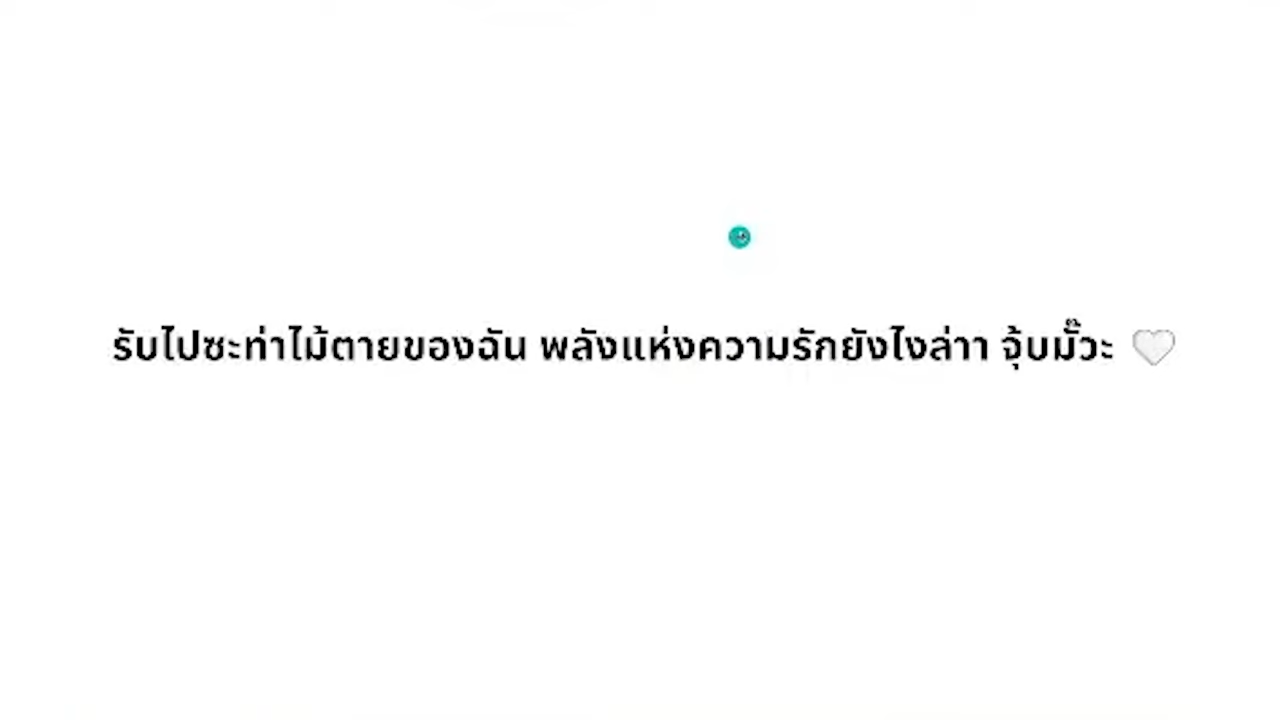 รับไปซะท่าไม้ตายของฉัน พลังแห่งความรักยังไงล่าา จุ้บมั๊วะ 🤍